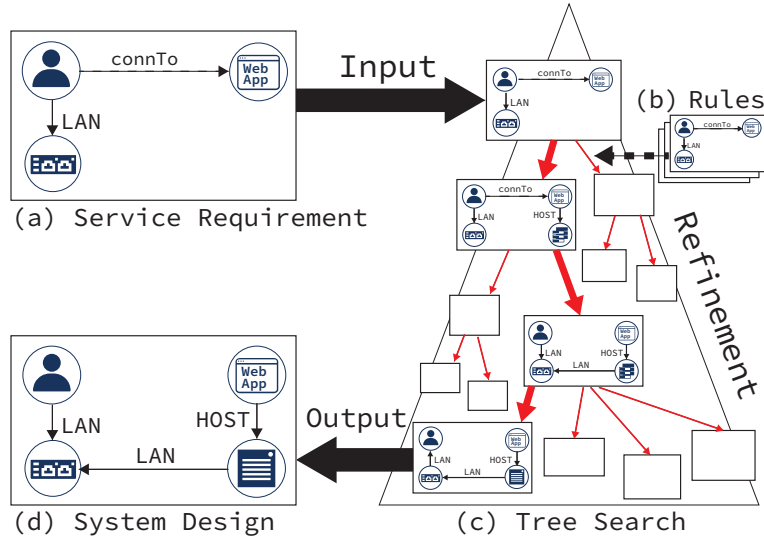 connTo
Web
App
LAN
(a) Service Requirement
Input
connTo
Web
App
LAN
(b) Rules
connTo
LAN
connTo
Web
App
LAN
HOST
Refinement
Web
App
LAN
HOST
LAN
Web
App
LAN
HOST
LAN
(c) Tree Search
Output
Web
App
LAN
HOST
LAN
(d) System Design